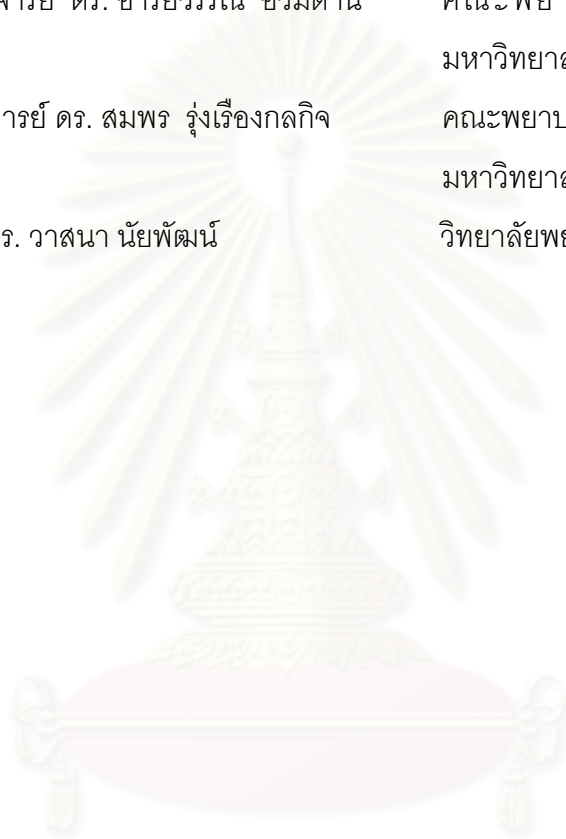 ดร. อารยวรรณ อ่วมตานี
มหาวิทยาล
ารย์ ดร. สมพร รุ่งเรืองกลกิจ คณะพยาบ
มหาวิทยาล
ร. วาสนา นัยพัฒน์ วิทยาลัยพย